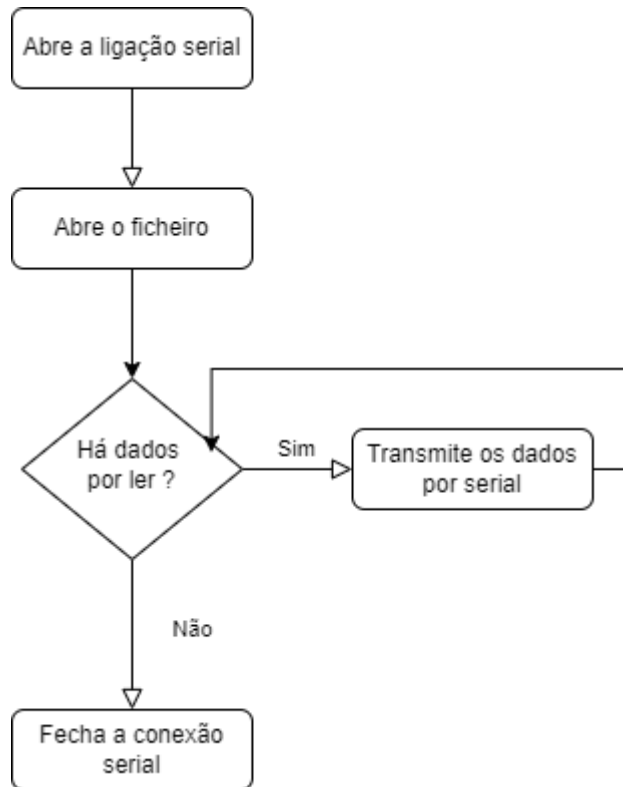 Abre a ligação serial
Abre o ficheiro
Há dados
por ler ?
Sim
Transmite os dados
por serial
Não
Fecha a conexão
serial